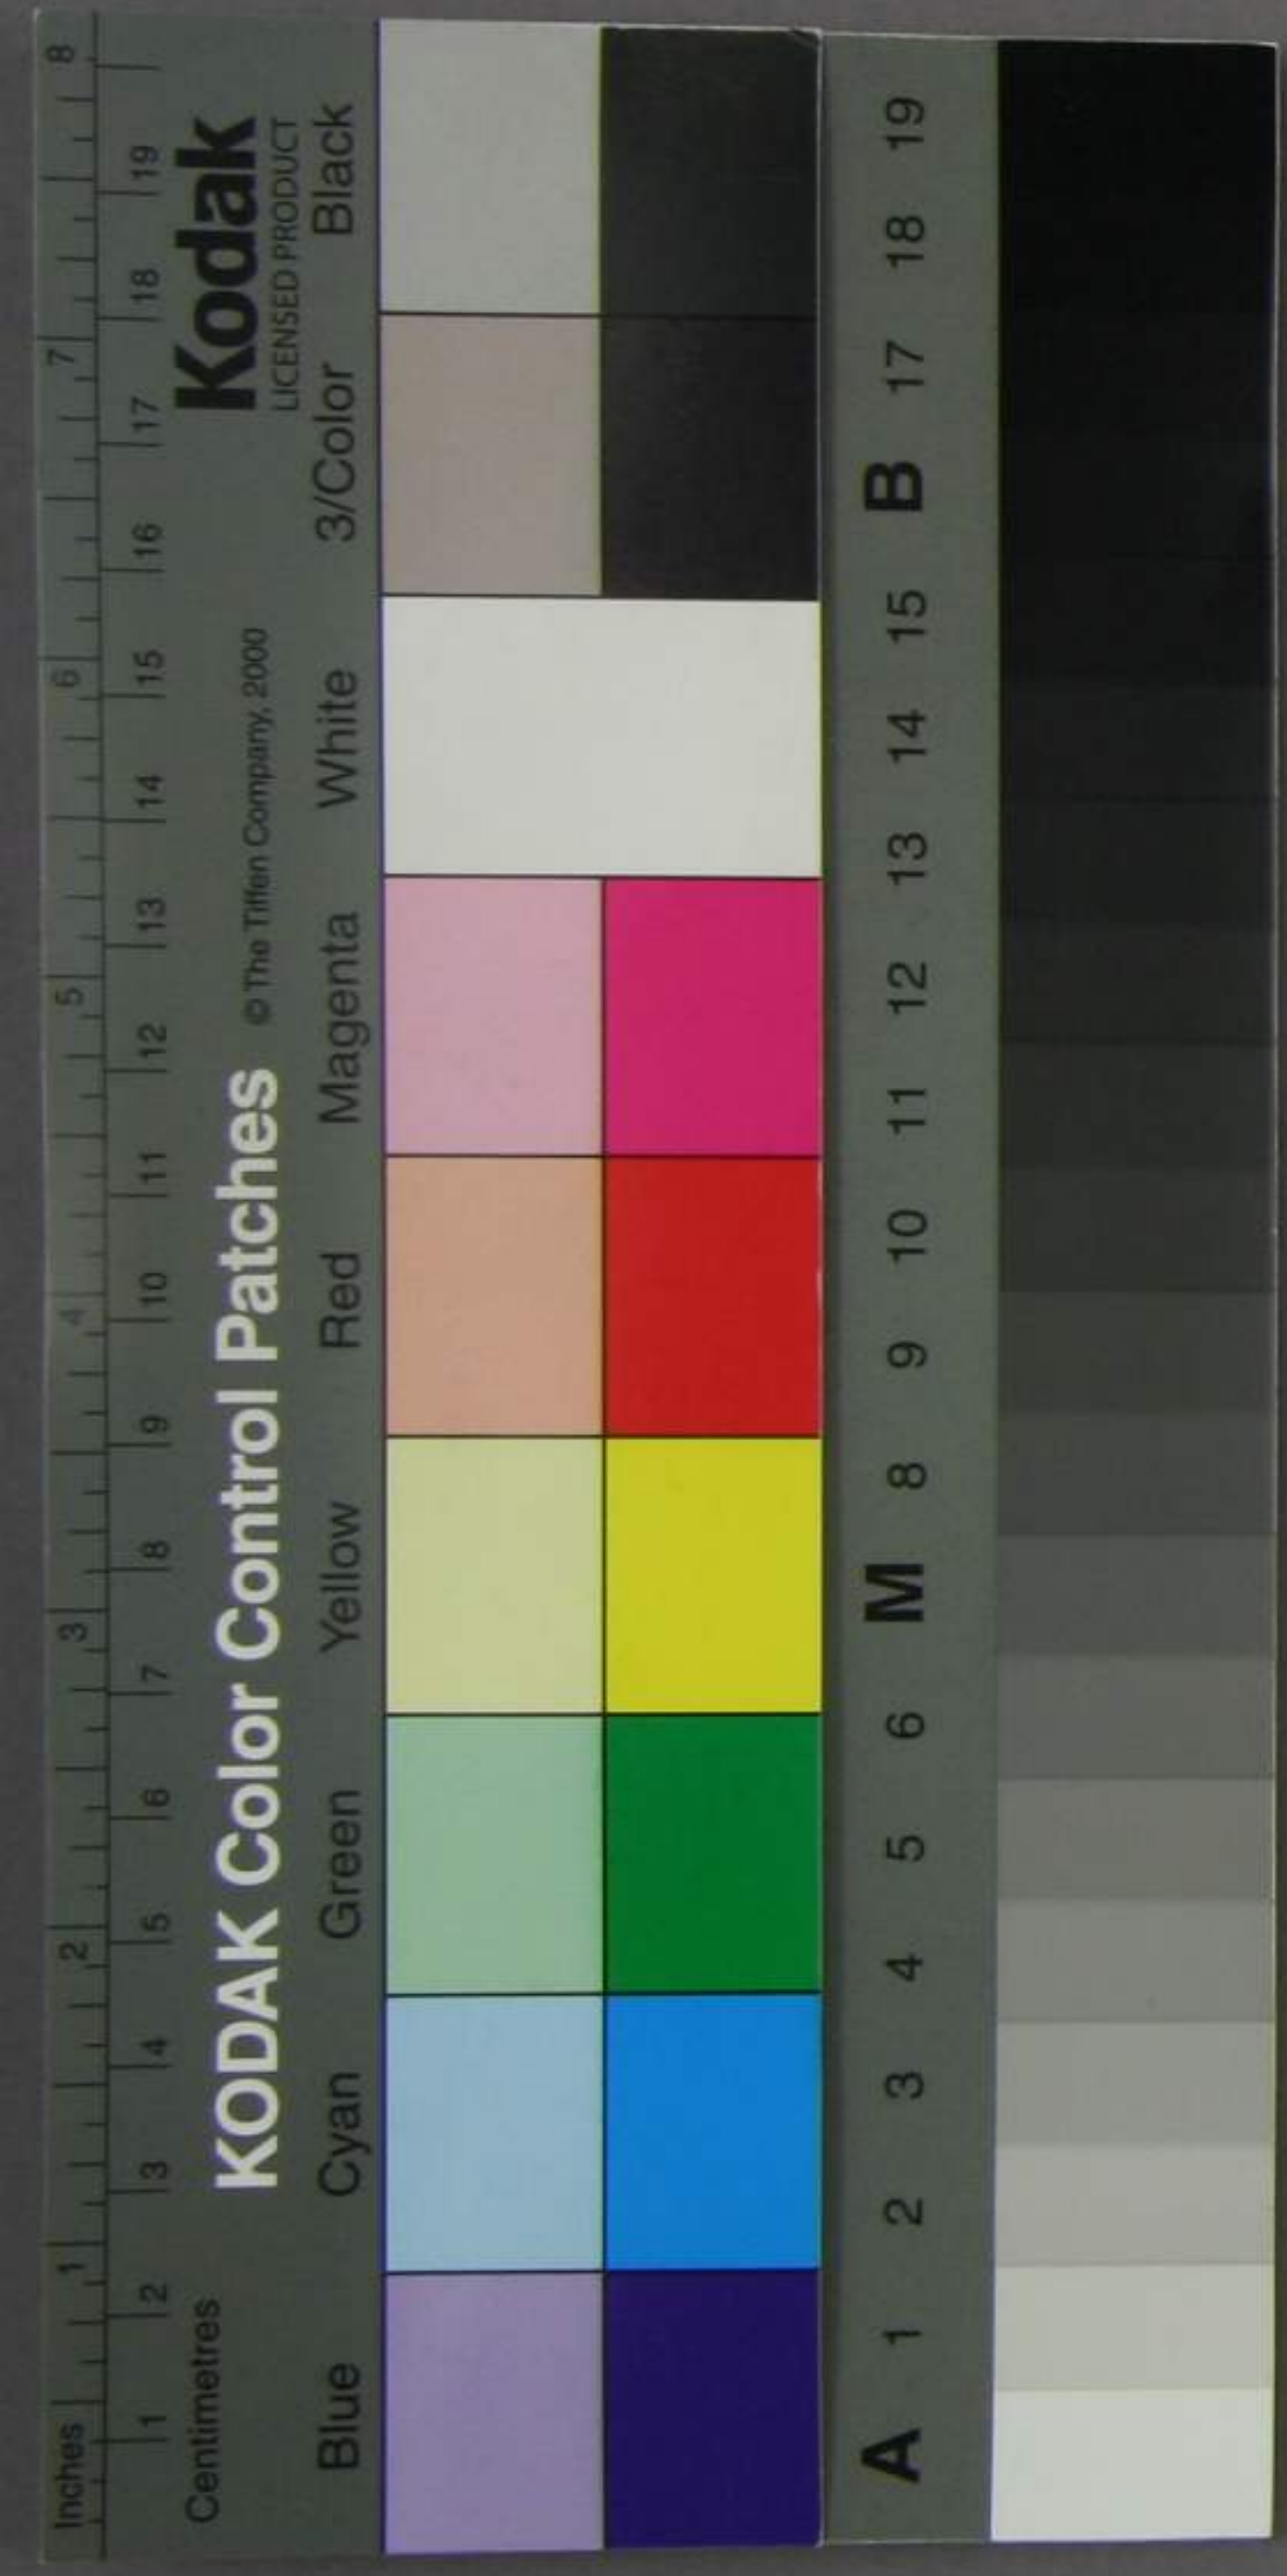 Inches 1 2 3 4 5 6 7 8
Centimetres 1 2 3 4 5 6 7 8 9 10 11 12 13 14 15 16 17 18 19
KODAK Color Control Patches © The Tiffen Company, 2000 Kodak
LICENSED PRODUCT
Blue Cyan Green Yellow Red Magenta White 3/Color Black
A 1 2 3 4 5 6 M 8 9 10 11 12 13 14 15 B 17 18 19